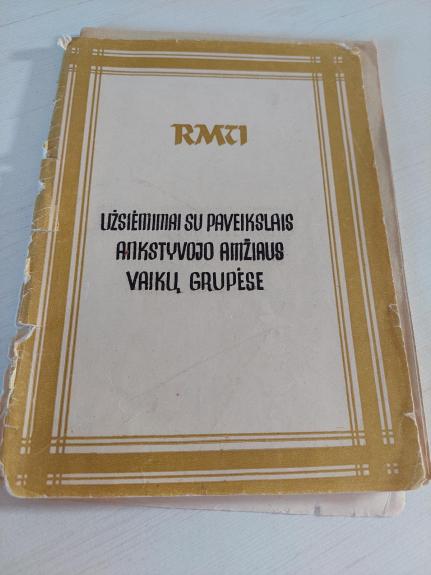 RMTI
UŽSIĖMIMAI SU PAVEIKSLAIS
ANKSTYVOJO AMŽIAUS
VAIKŲ GRUPĖSE